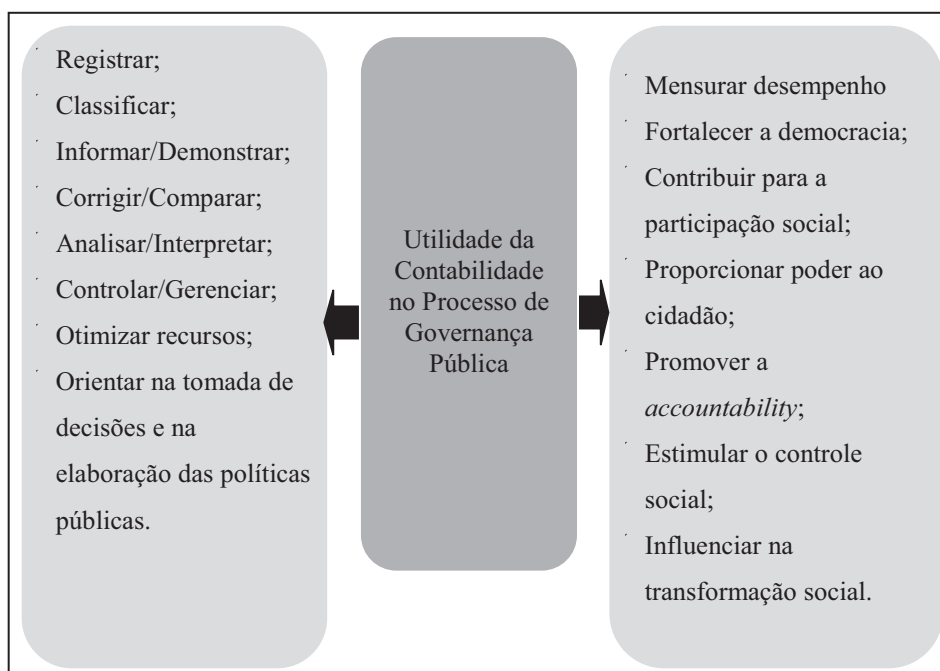 Registrar;
Classificar;
Informar/Demonstrar;
Corrigir/Comparar;
Analisar/Interpretar;
Controlar/Gerenciar;
Otimizar recursos;
Orientar na tomada de
decisões e na
elaboração das políticas
públicas.
Utilidade da
Contabilidade
no Processo de
Governança
Pública
Mensurar desempenho
Fortalecer a democracia;
Contribuir para a
participação social;
Proporcionar poder ao
cidadão;
Promover a
accountability;
Estimular o controle
social;
Influenciar na
transformação social.